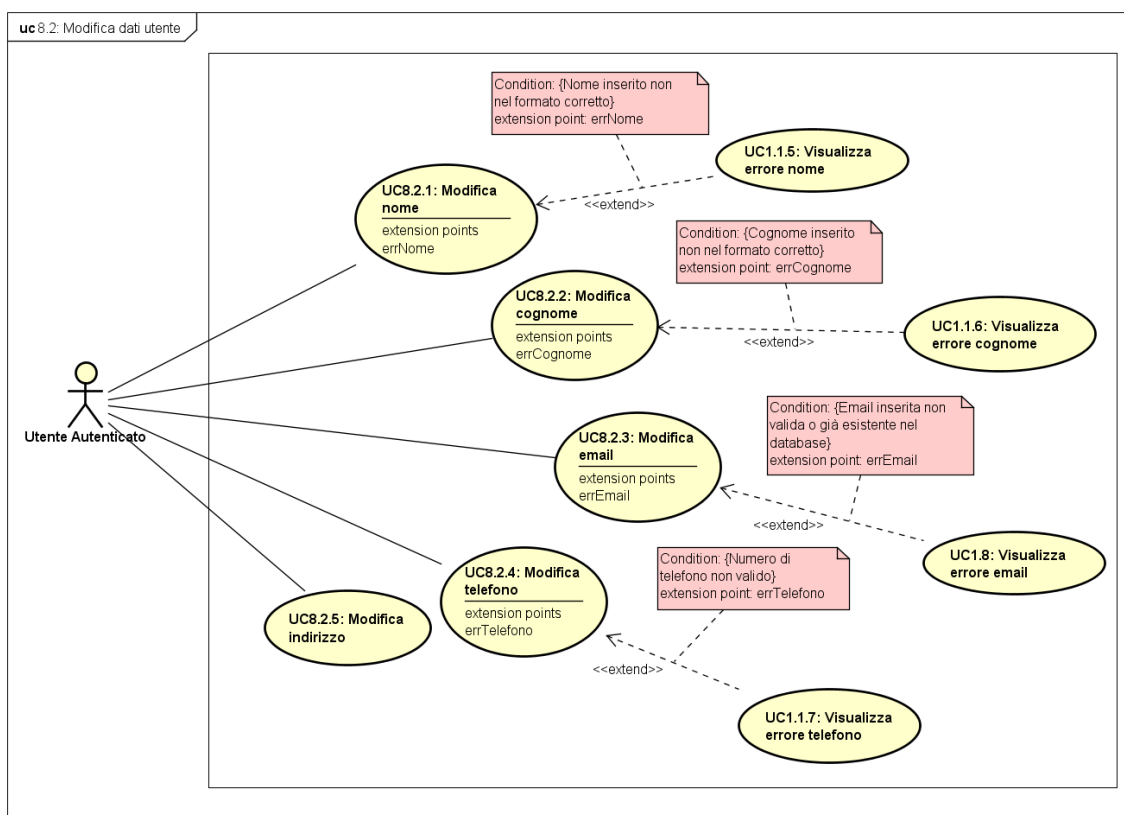 uc 8.2: Modifica dati utente
Condition: {Nome inserito non
nel formato corretto}
extension point: errNome
UC1.1.5: Visualizza
errore nome
UC8.2.1: Modifica
nome
extension points
errNome
<<extend>>
Condition: {Cognome inserito
non nel formato corretto}
extension point: errCognome
UC8.2.2: Modifica
cognome
extension points
errCognome
<<extend>>
UC1.1.6: Visualizza
errore cognome
Utente Autenticato
Condition: {Email inserita non
valida o già esistente nel
database}
extension point: errEmail
UC8.2.3: Modifica
email
extension points
errEmail
<<extend>>
UC1.8: Visualizza
errore email
Condition: {Numero di
telefono non valido}
extension point: errTelefono
UC8.2.4: Modifica
telefono
extension points
errTelefono
UC8.2.5: Modifica
indirizzo
<<extend>>
UC1.1.7: Visualizza
errore telefono